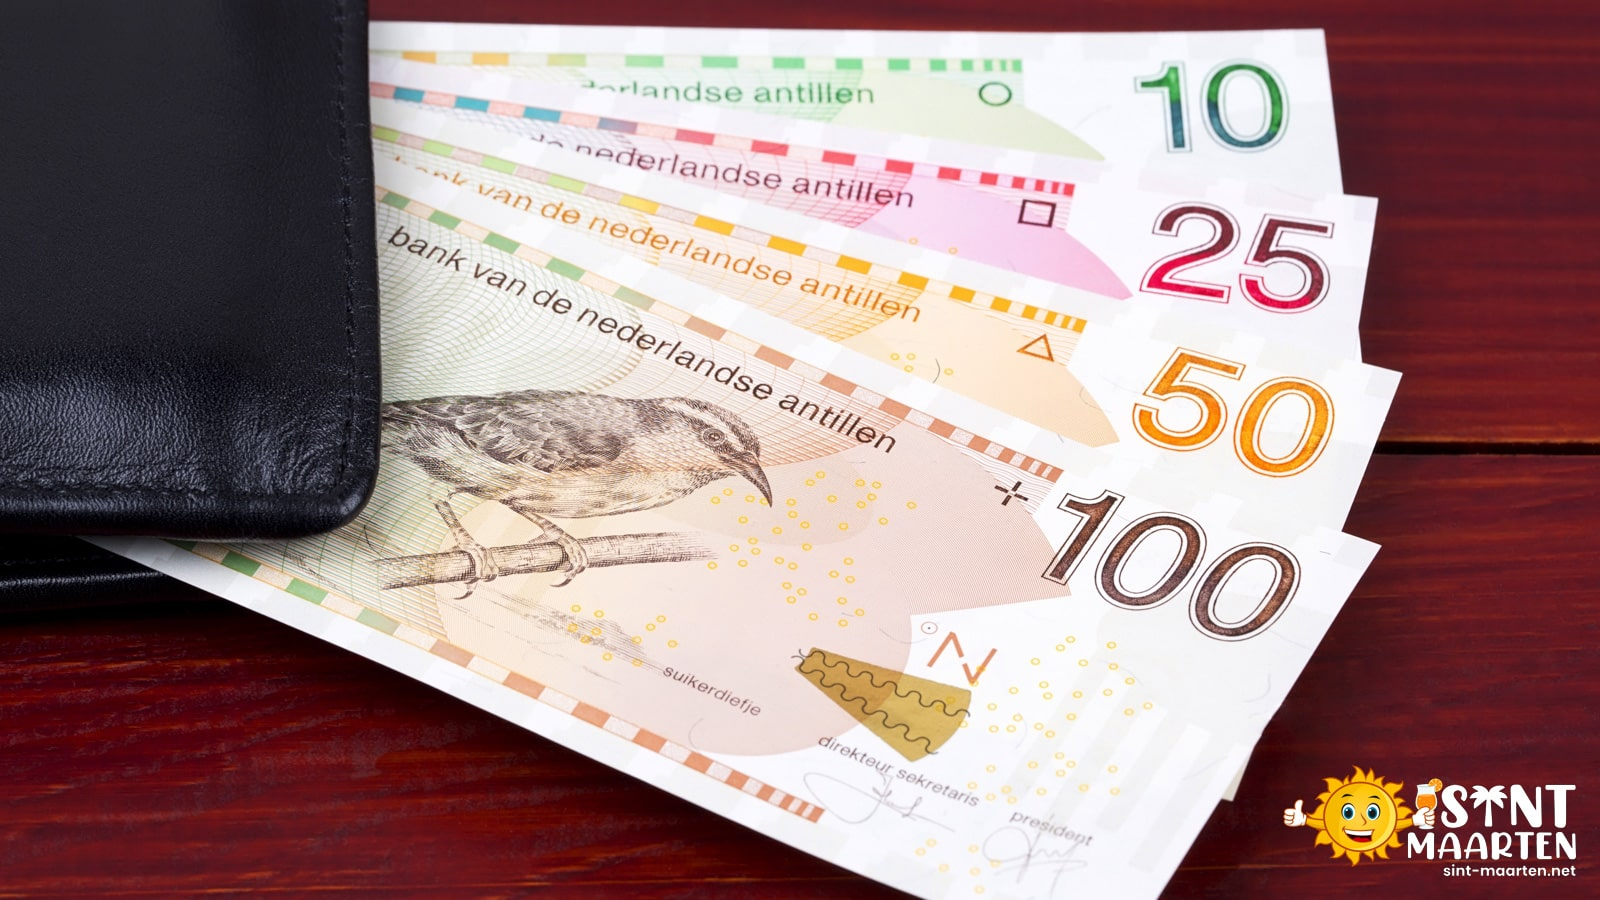 derlandse antillen
10
de nederlandse antillen
25
bank van de nederlandse antillen
50
bank van de nederlandse antillen
100
N
suikerdiefje
direkteur sekretaris
president
SINT
MAARTEN
sint-maarten.net